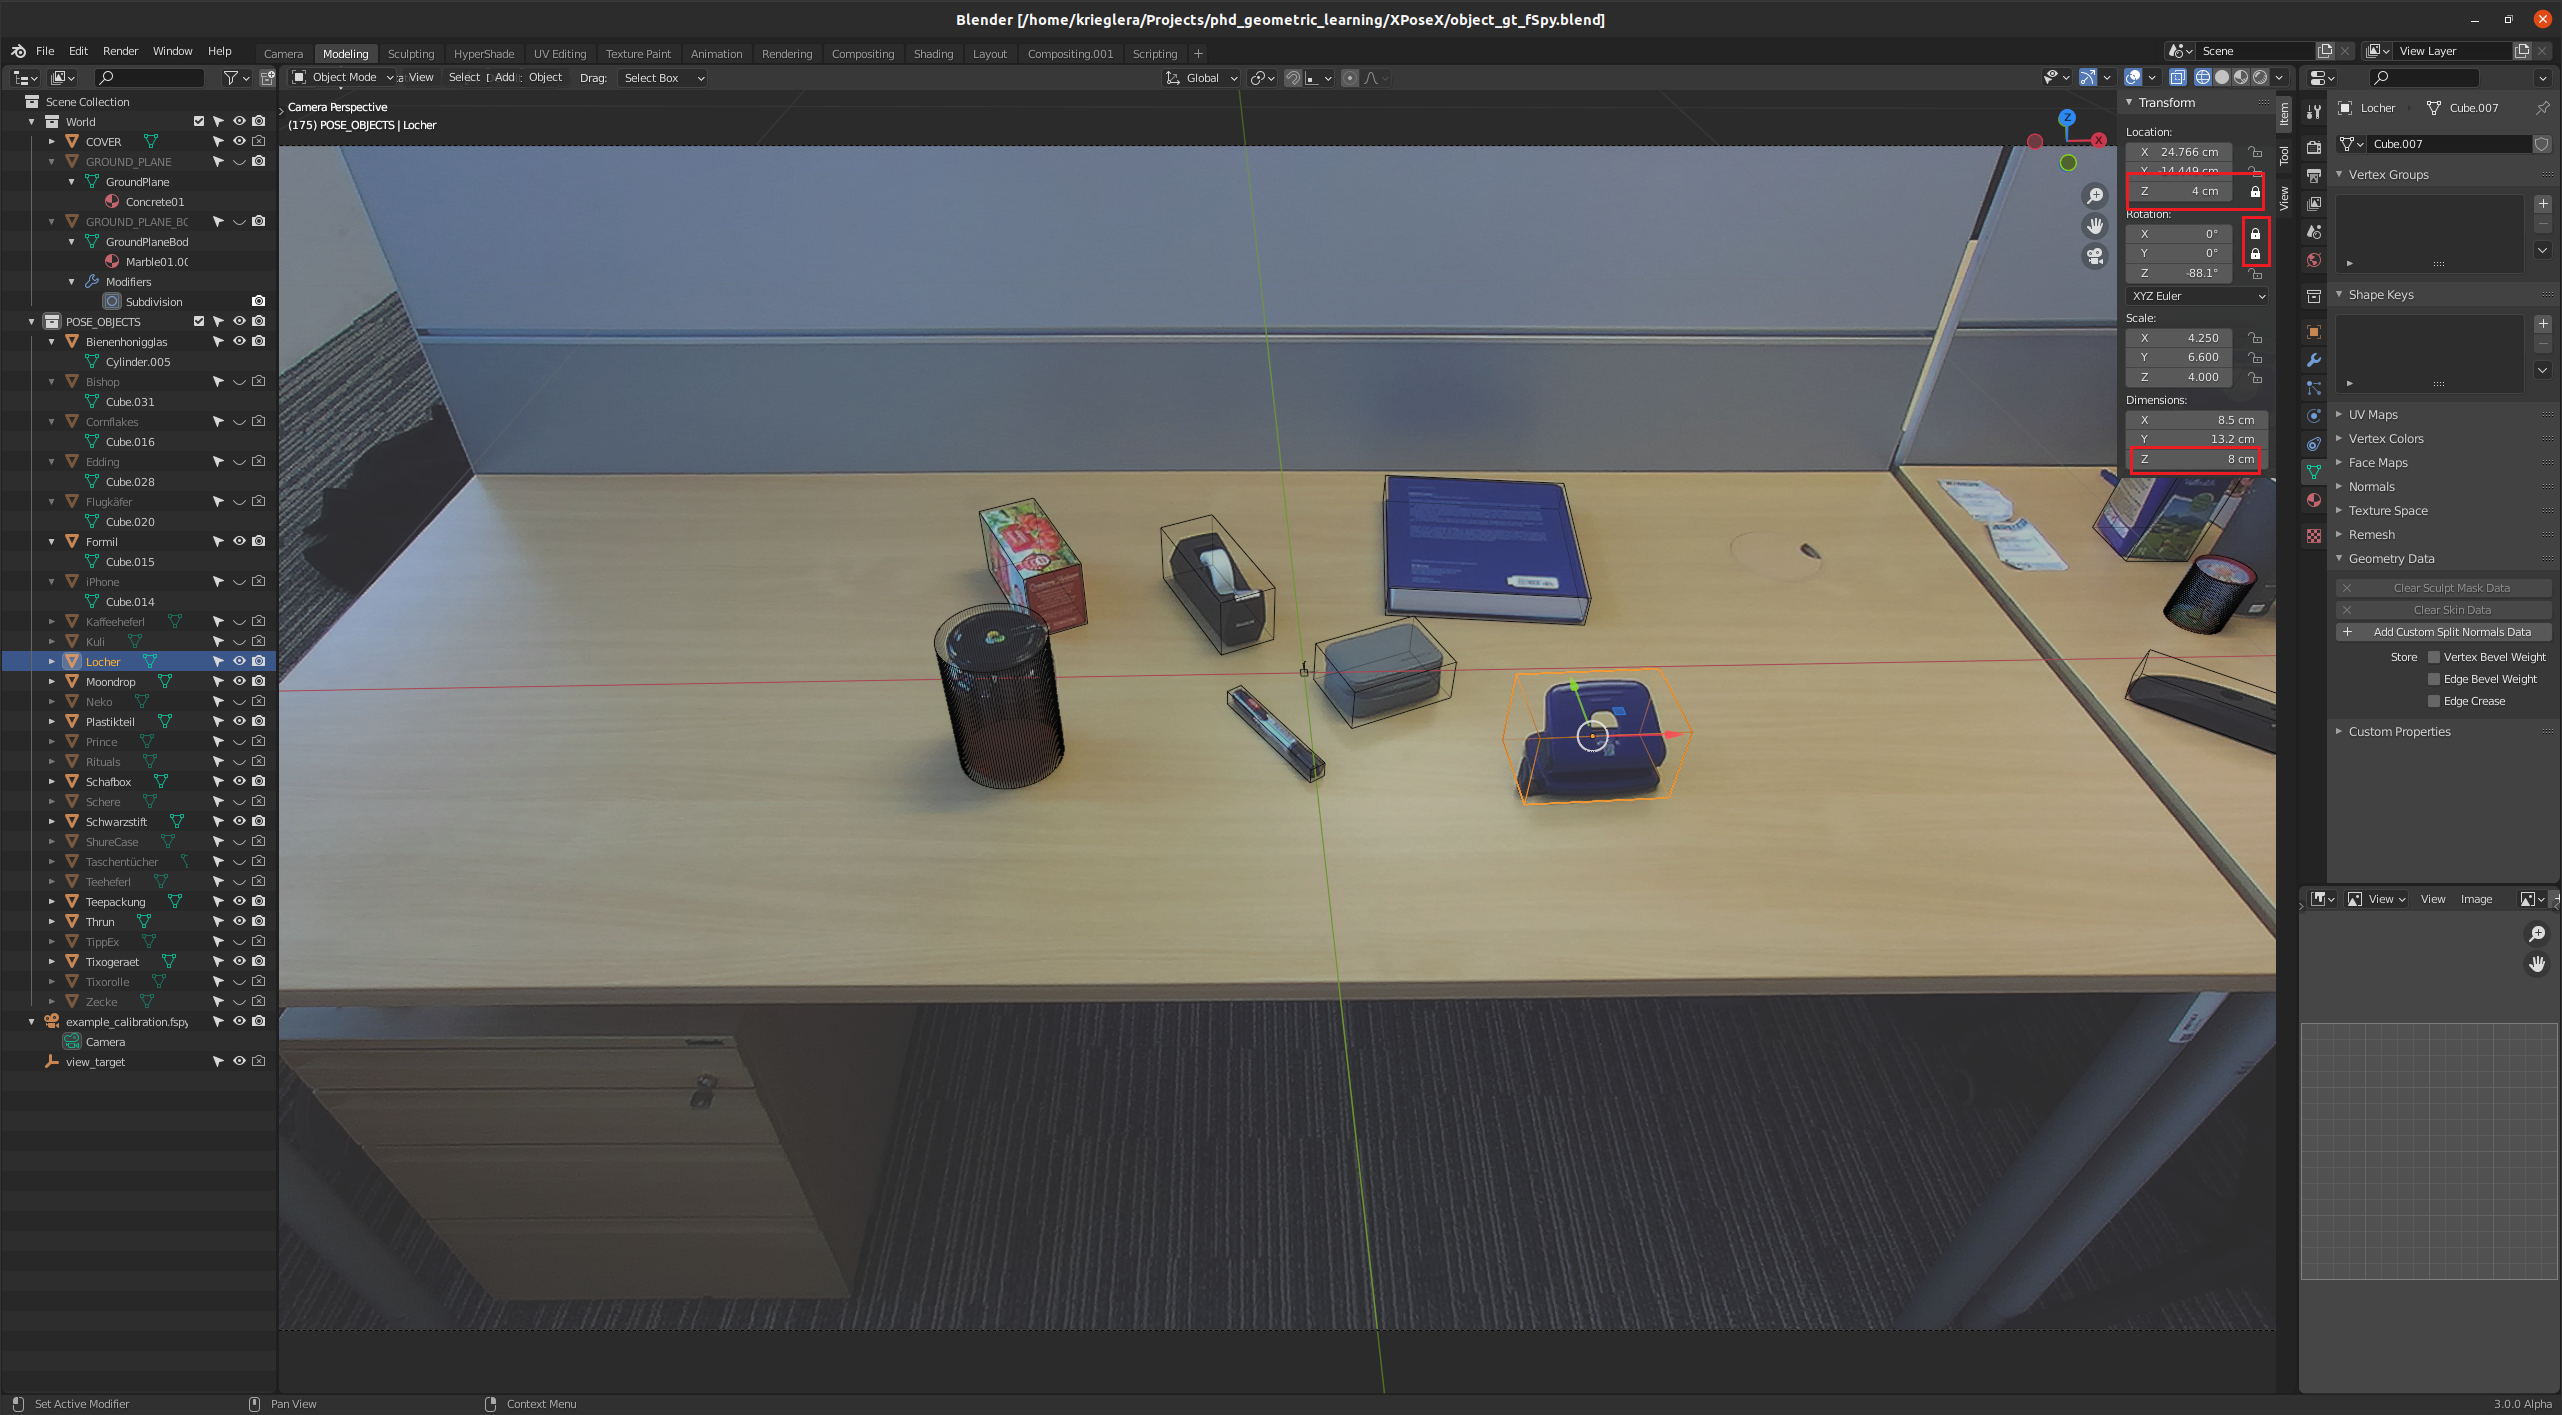 Blender [/home/krieglera/Projects/phd_geometric_learning/XPoseX/object_gt_fSpy.blend]
File Edit Render Window Help Camera Modeling Sculpting HyperShade UV Editing Texture Paint Animation Rendering Compositing Shading Layout Compositing.001 Scripting + Scene View Layer
Object Mode View Select Add Object Drag: Select Box Global
Camera Perspective
(175) POSE_OBJECTS | Locher
Scene Collection
World
COVER
GROUND_PLANE
GroundPlane
Concrete01
GROUND_PLANE_BC
GroundPlaneBod
Marble01.00
Modifiers
Subdivision
POSE_OBJECTS
Bienenhonigglas
Cylinder.005
Bishop
Cube.031
Cornflakes
Cube.016
Edding
Cube.028
Flugkäfer
Cube.020
Formil
Cube.015
iPhone
Cube.014
Kaffeeheferl
Kuli
Locher
Moondrop
Neko
Plastikteil
Prince
Rituals
Schafbox
Schere
Schwarzstift
ShureCase
Taschentücher
Teeheferl
Teepackung
Thrun
TippEx
Tixogeraet
Tixorolle
Zecke
example_calibration.fspy
Camera
view_target
Z
X
Transform
Location:
X 24.766 cm
Y -14.449 cm
Z 4 cm
Rotation:
X 0°
Y 0°
Z -88.1°
XYZ Euler
Scale:
X 4.250
Y 6.600
Z 4.000
Dimensions:
X 8.5 cm
Y 13.2 cm
Z 8 cm
Item
Tool
View
Locher Cube.007
Cube.007
Vertex Groups
Shape Keys
UV Maps
Vertex Colors
Face Maps
Normals
Texture Space
Remesh
Geometry Data
Clear Sculpt Mask Data
Clear Skin Data
Add Custom Split Normals Data
Store Vertex Bevel Weight
Edge Bevel Weight
Edge Crease
Custom Properties
View View Image
Set Active Modifier Pan View Context Menu 3.0.0 Alpha